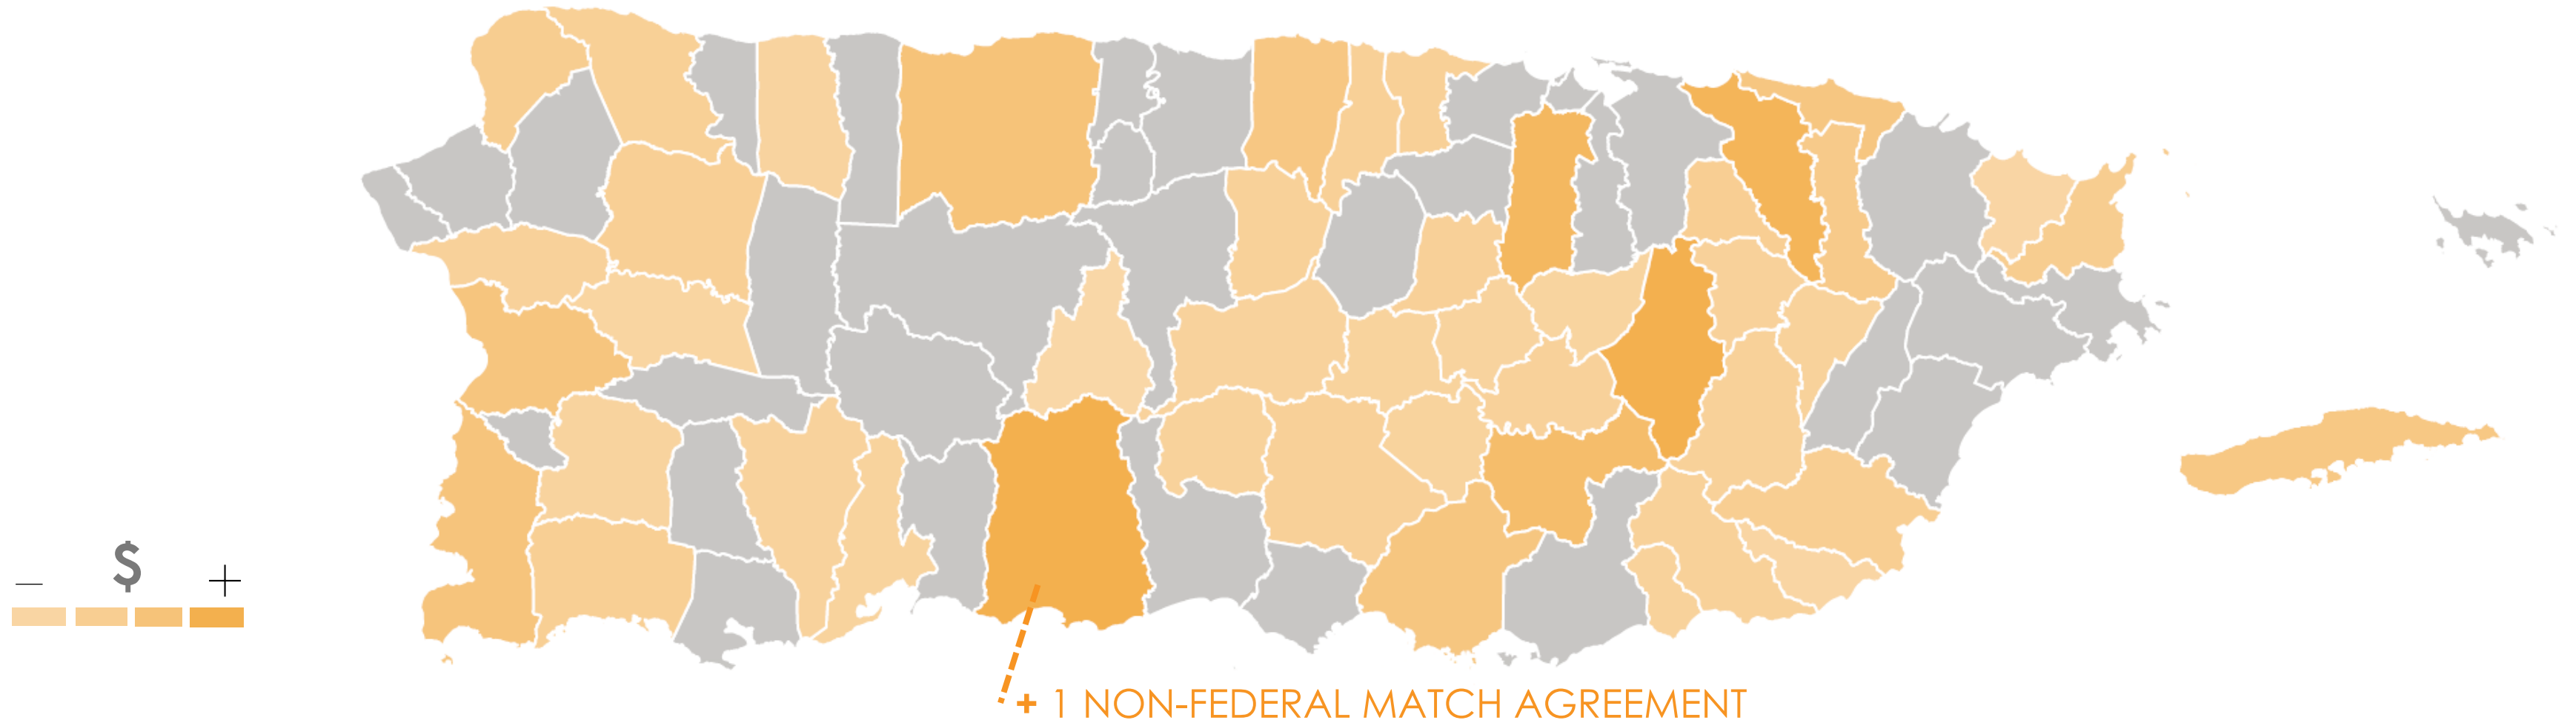 – $ +
+ 1 NON-FEDERAL MATCH AGREEMENT